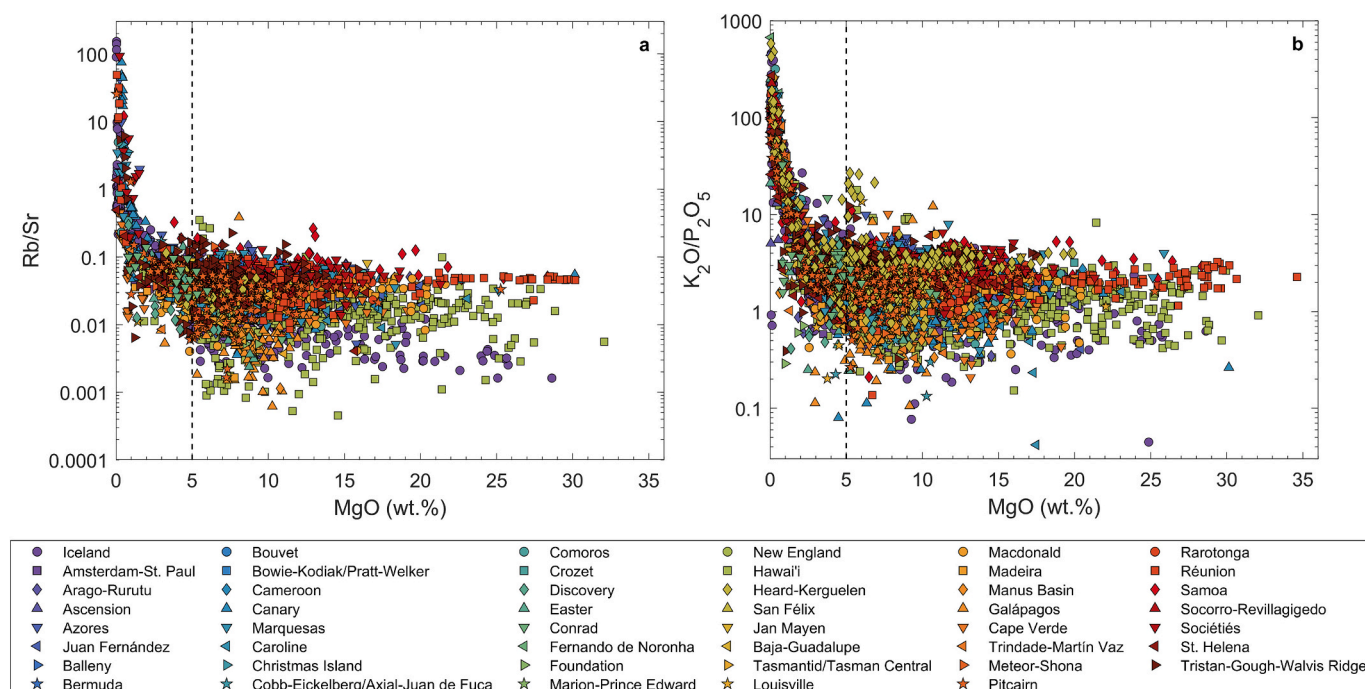 a
100
10
1
0.1
0.01
0.001
0.0001
Rb/Sr
0 5 10 15 20 25 30 35
MgO (wt.%)
b
1000
100
10
1
0.1
K2O/P2O5
0 5 10 15 20 25 30 35
MgO (wt.%)
Iceland Bouvet Comoros New England Macdonald Rarotonga
Amsterdam-St. Paul Bowie-Kodiak/Pratt-Welker Crozet Hawai'i Madeira Réunion
Arago-Rurutu Cameroon Discovery Heard-Kerguelen Manus Basin Samoa
Ascension Canary Easter San Félix Galápagos Socorro-Revillagigedo
Azores Marquesas Conrad Jan Mayen Cape Verde Sociétiés
Juan Fernández Caroline Fernando de Noronha Baja-Guadalupe Trindade-Martín Vaz St. Helena
Balleny Christmas Island Foundation Tasmantid/Tasman Central Meteor-Shona Tristan-Gough-Walvis Ridge
Bermuda Cobb-Eickelberg/Axial-Juan de Fuca Marion-Prince Edward Louisville Pitcairn